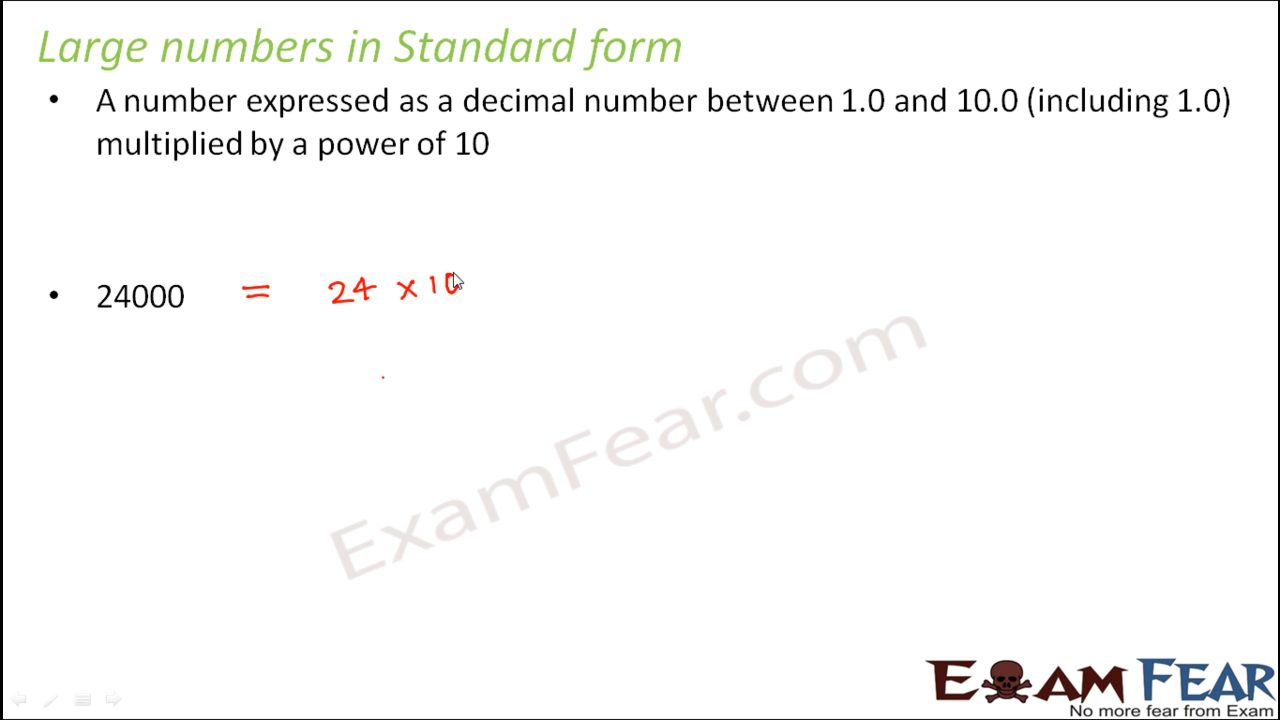 Large numbers in Standard form
• A number expressed as a decimal number between 1.0 and 10.0 (including 1.0)
multiplied by a power of 10
• 24000 = 24 × 10
ExamFear.com
EXAMFEAR
No more fear from Exam